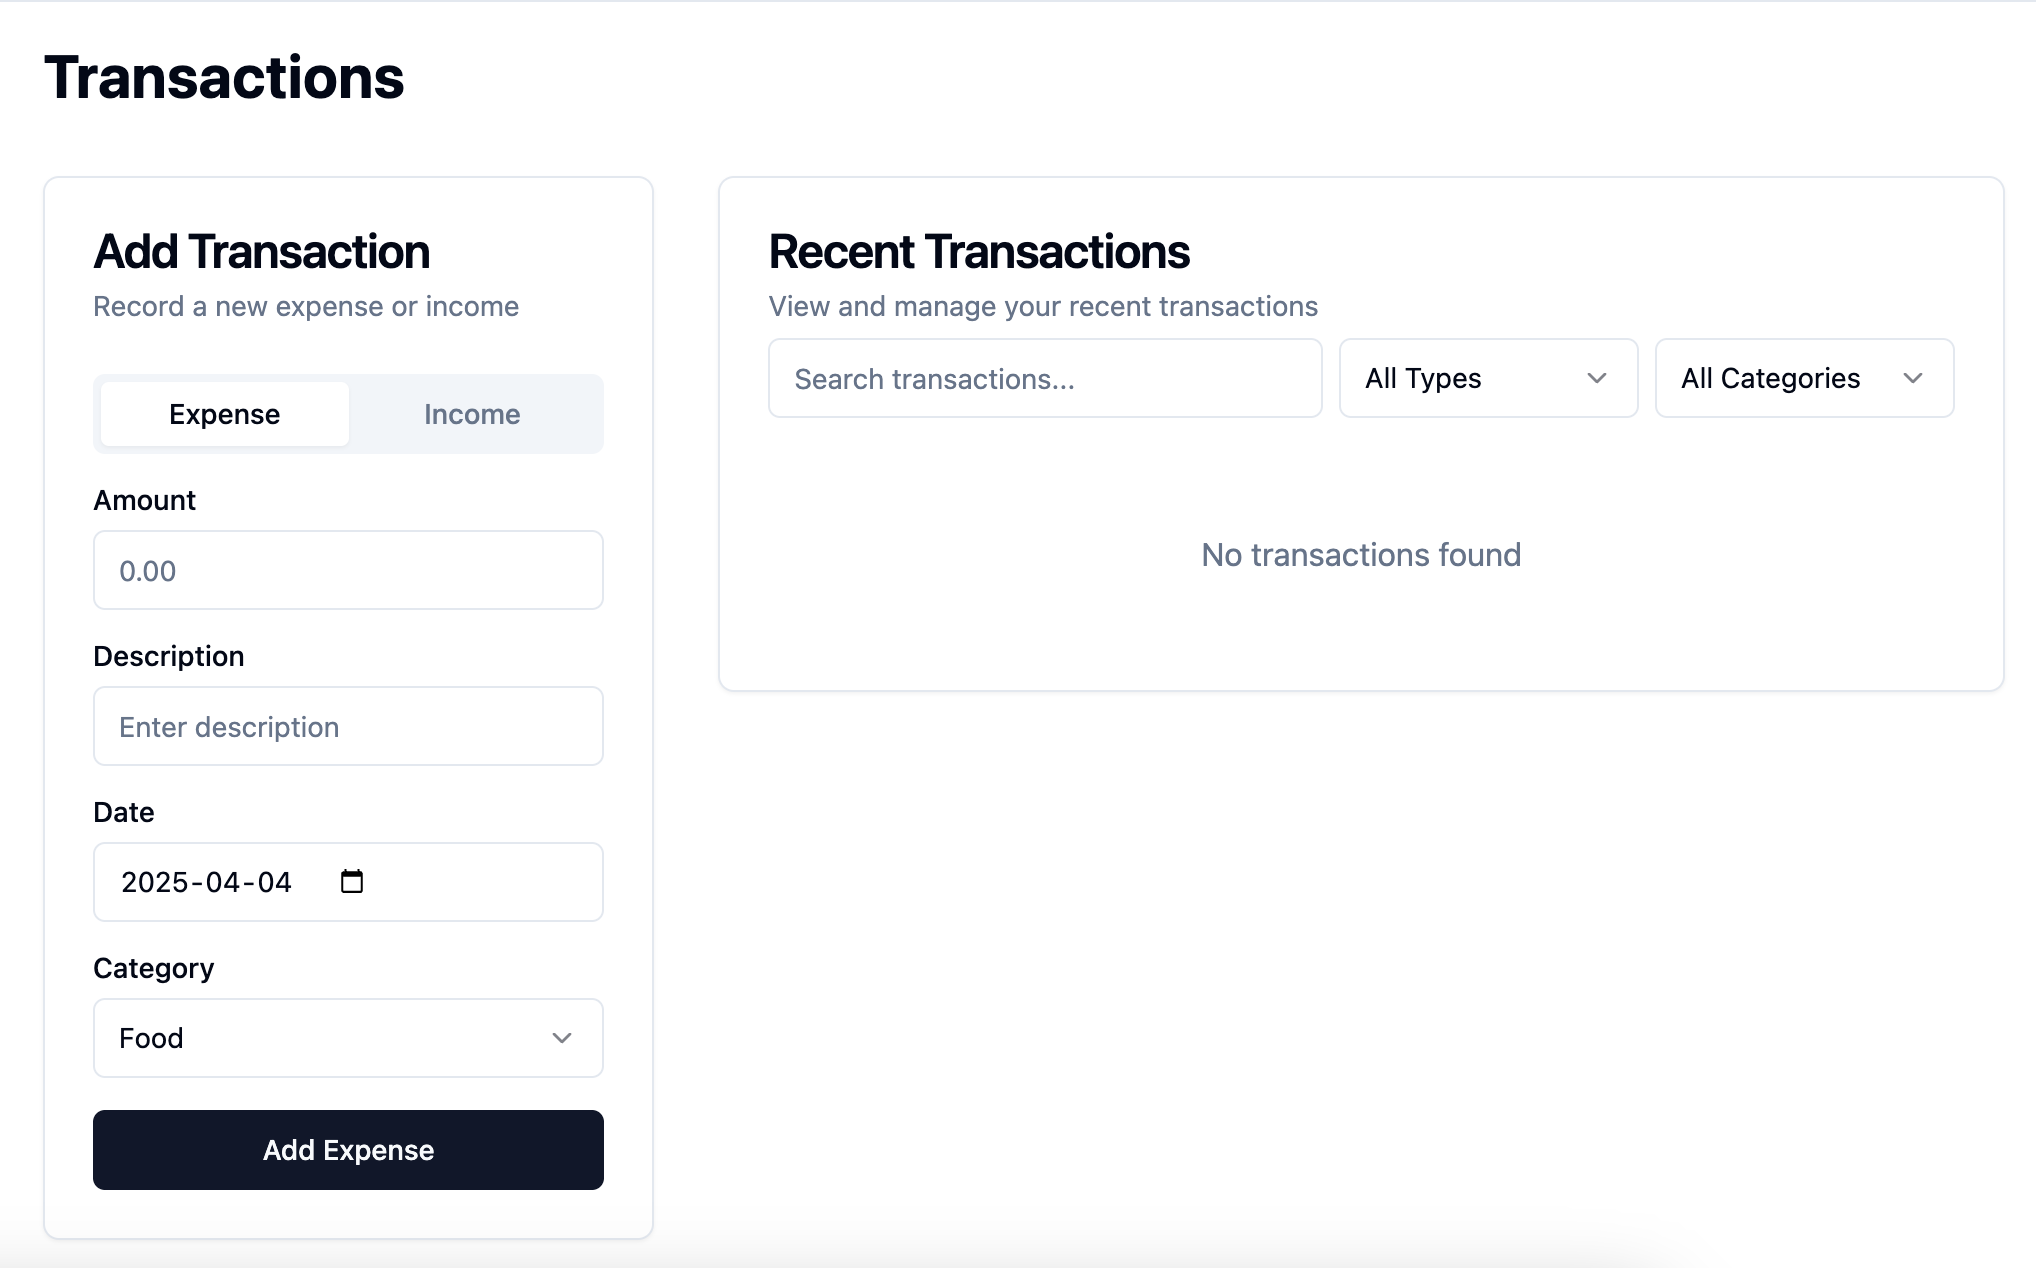 Transactions
Add Transaction
Record a new expense or income
Expense
Income
Amount
0.00
Description
Enter description
Date
2025-04-04
Category
Food
Add Expense
Recent Transactions
View and manage your recent transactions
Search transactions...
All Types
All Categories
No transactions found